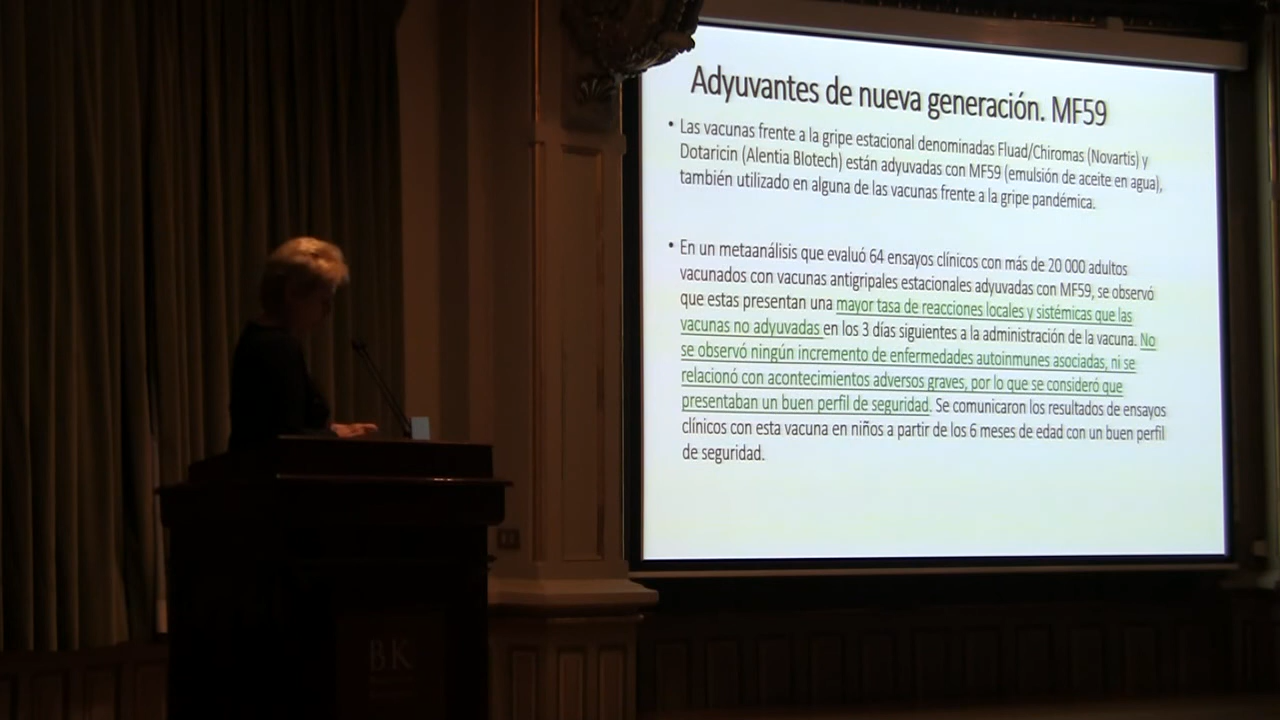 Adyuvantes de nueva generación. MF59
• Las vacunas frente a la gripe estacional denominadas Fluad/Chiromas (Novartis) y
Dotaricin (Alentia BIotech) están adyuvadas con MF59 (emulsión de aceite en agua),
también utilizado en alguna de las vacunas frente a la gripe pandémica.
• En un metaanálisis que evaluó 64 ensayos clínicos con más de 20 000 adultos
vacunados con vacunas antigripales estacionales adyuvadas con MF59, se observó
que estas presentan una mayor tasa de reacciones locales y sistémicas que las
vacunas no adyuvadas en los 3 días siguientes a la administración de la vacuna. No
se observó ningún incremento de enfermedades autoinmunes asociadas, ni se
relacionó con acontecimientos adversos graves, por lo que se consideró que
presentaban un buen perfil de seguridad. Se comunicaron los resultados de ensayos
clínicos con esta vacuna en niños a partir de los 6 meses de edad con un buen perfil
de seguridad.
BK